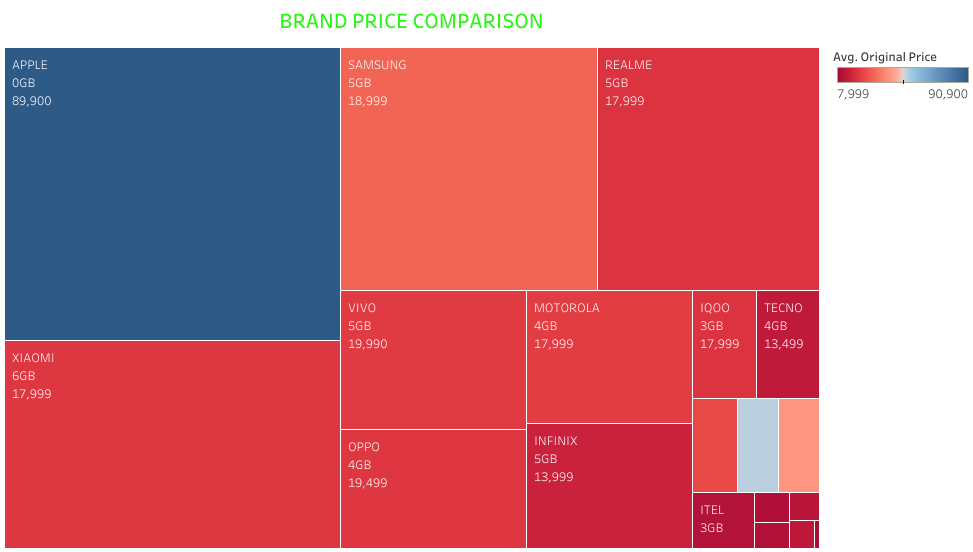 BRAND PRICE COMPARISON
APPLE
0GB
89,900
SAMSUNG
5GB
18,999
REALME
5GB
17,999
Avg. Original Price
7,999
90,900
XIAOMI
6GB
17,999
VIVO
5GB
19,990
MOTOROLA
4GB
17,999
IQOO
3GB
17,999
TECNO
4GB
13,499
OPPO
4GB
19,499
INFINIX
5GB
13,999
ITEL
3GB